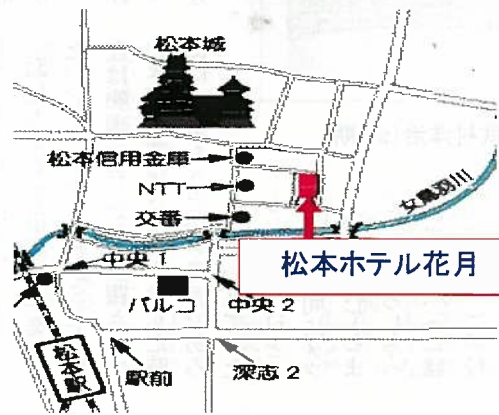 松本城
松本信用金庫
NTT
交番
女鳥羽川
松本ホテル花月
中央1
パルコ
中央2
松本駅
駅前
深志2